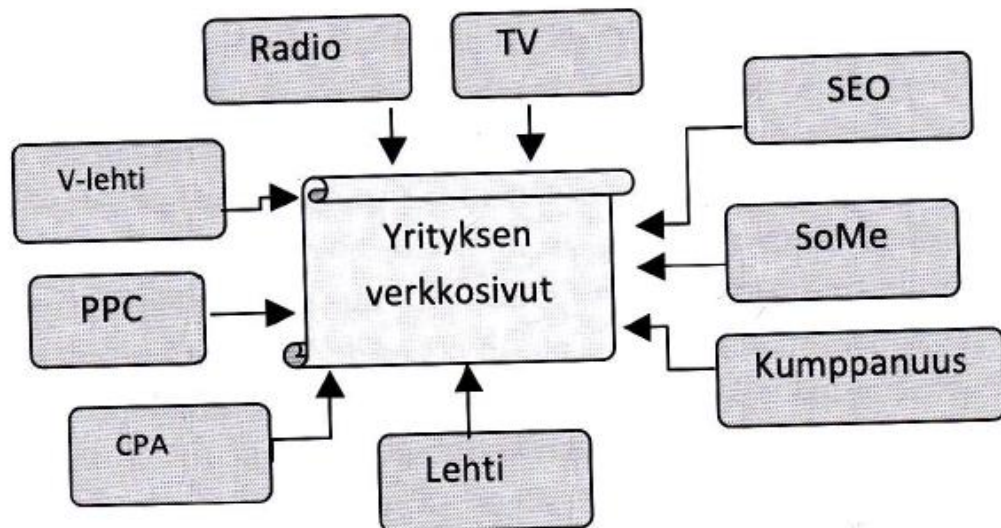 Radio
TV
SEO
V-lehti
Yrityksen
verkkosivut
SoMe
PPC
Kumppanuus
CPA
Lehti